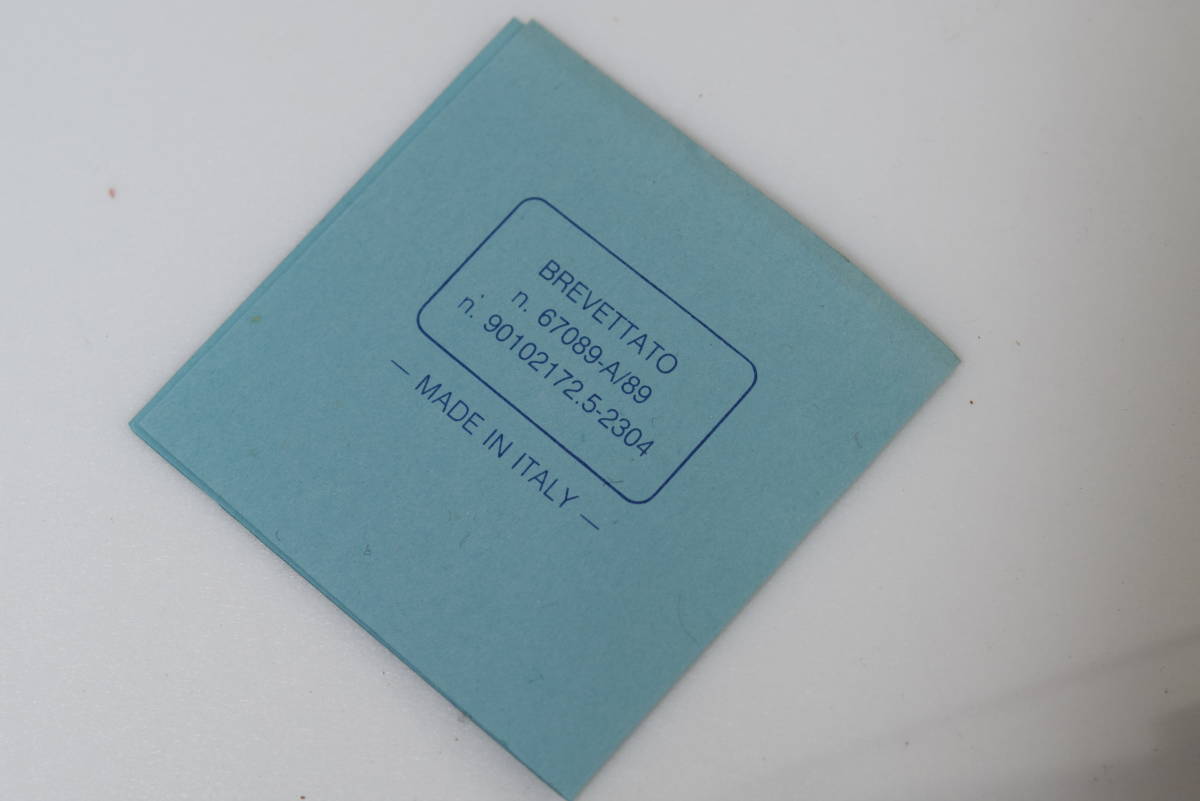 BREVETTATO
n. 67089-A/89
n. 90102172.5-2304
— MADE IN ITALY —